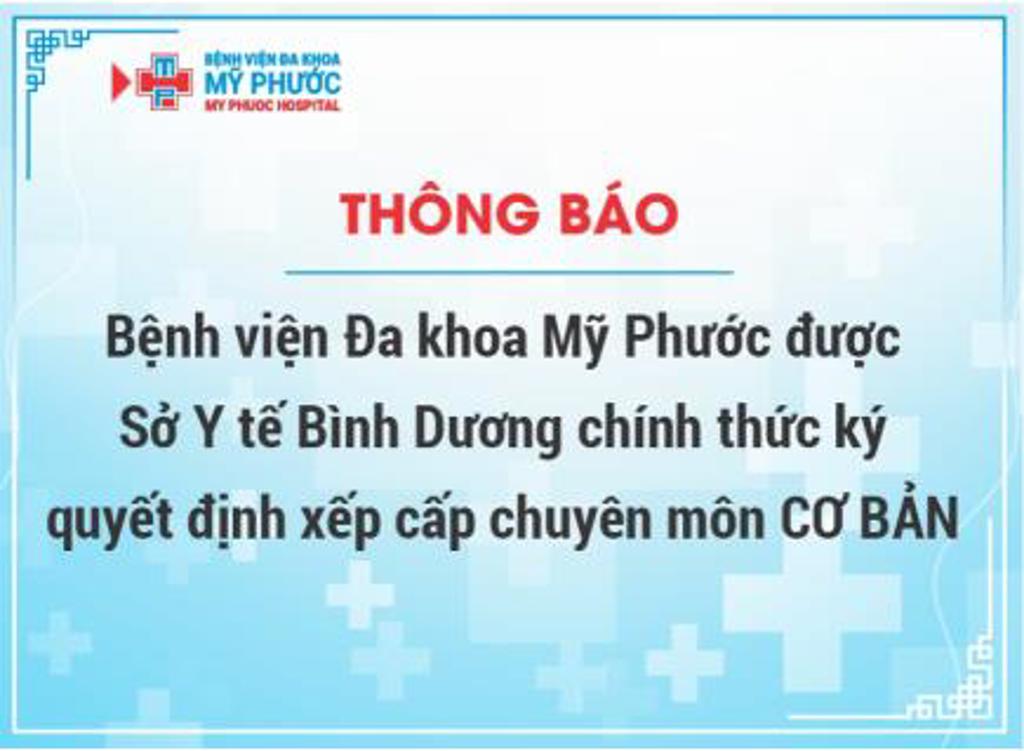 BỆNH VIỆN ĐA KHOA
MP
MỸ PHƯỚC
MY PHUOC HOSPITAL
THÔNG BÁO
Bệnh viện Đa khoa Mỹ Phước được
Sở Y tế Bình Dương chính thức ký
quyết định xếp cấp chuyên môn CƠ BẢN